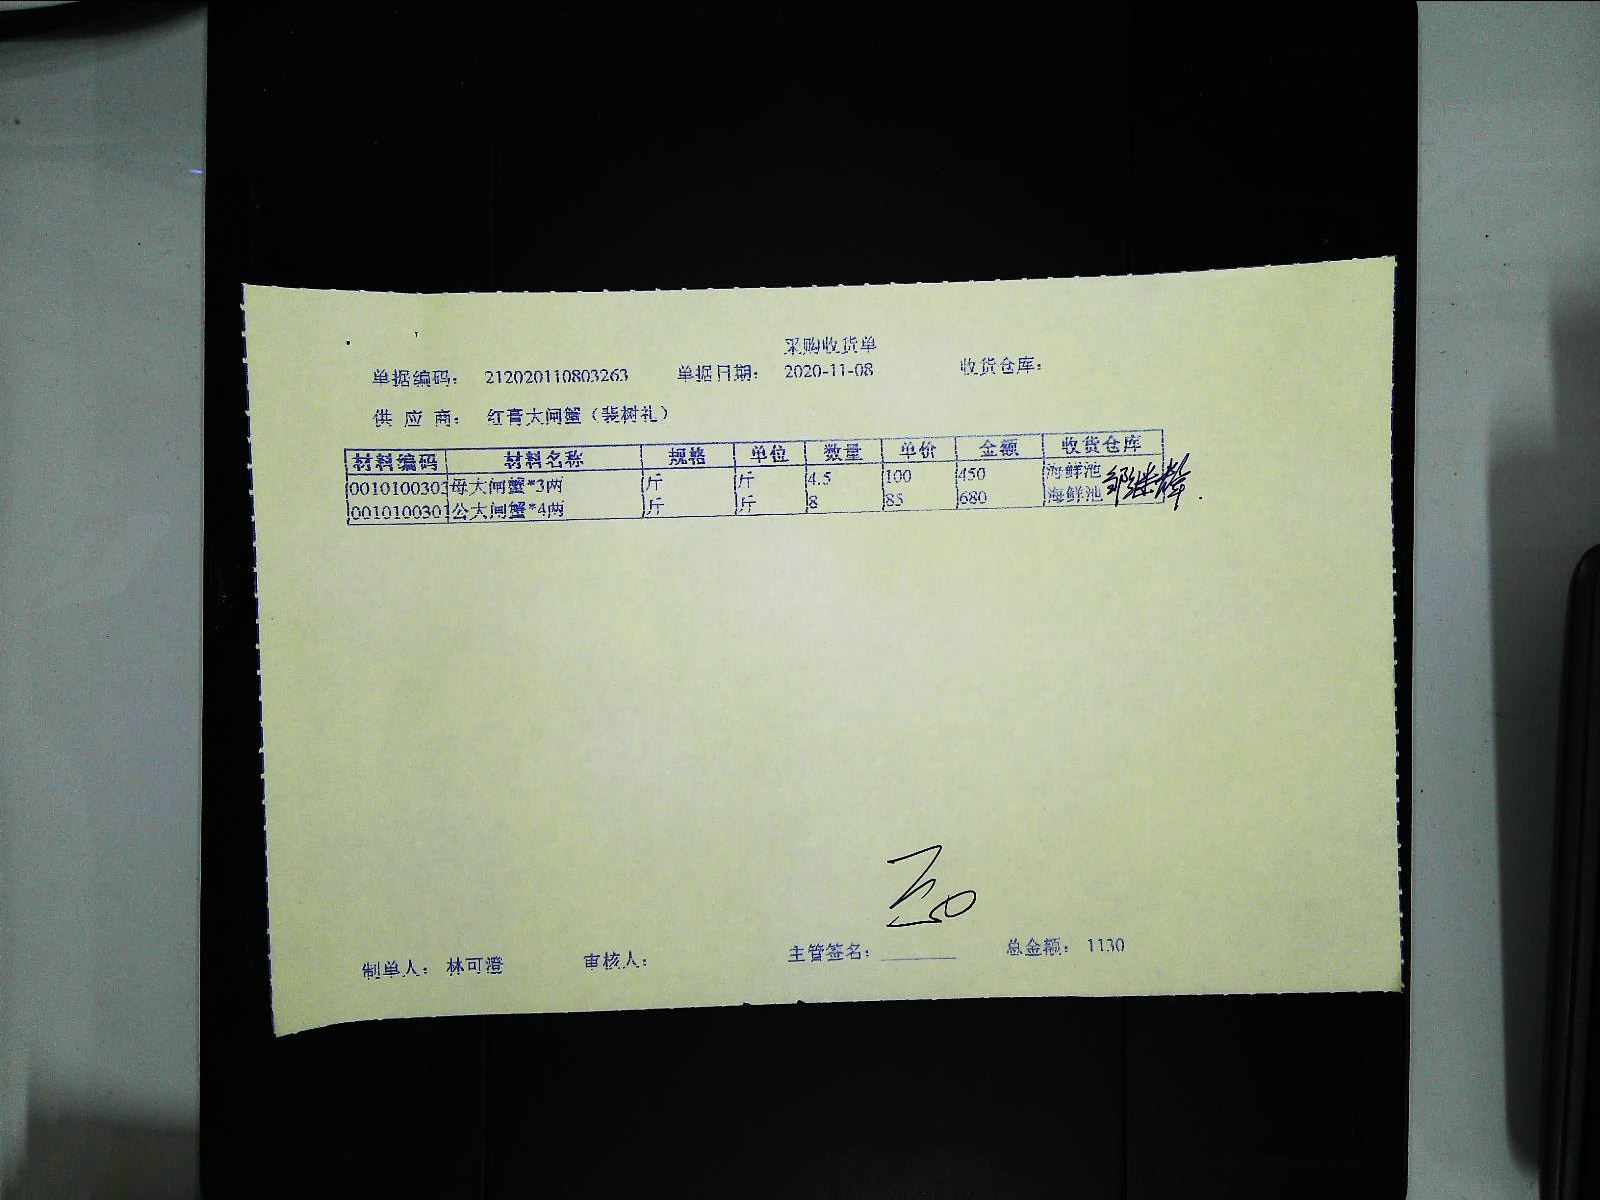 采购收货单
单据编码： 212020110803263 单据日期： 2020-11-08 收货仓库：
供 应 商： 红膏大闸蟹（裴树礼）
材料编码 材料名称 规格 单位 数量 单价 金额 收货仓库
0010100303 母大闸蟹*3两 斤 斤 4.5 100 450 海鲜池
0010100301 公大闸蟹*4两 斤 斤 8 85 680 海鲜池
制单人： 林可澄 审核人： 主管签名： 总金额： 1130